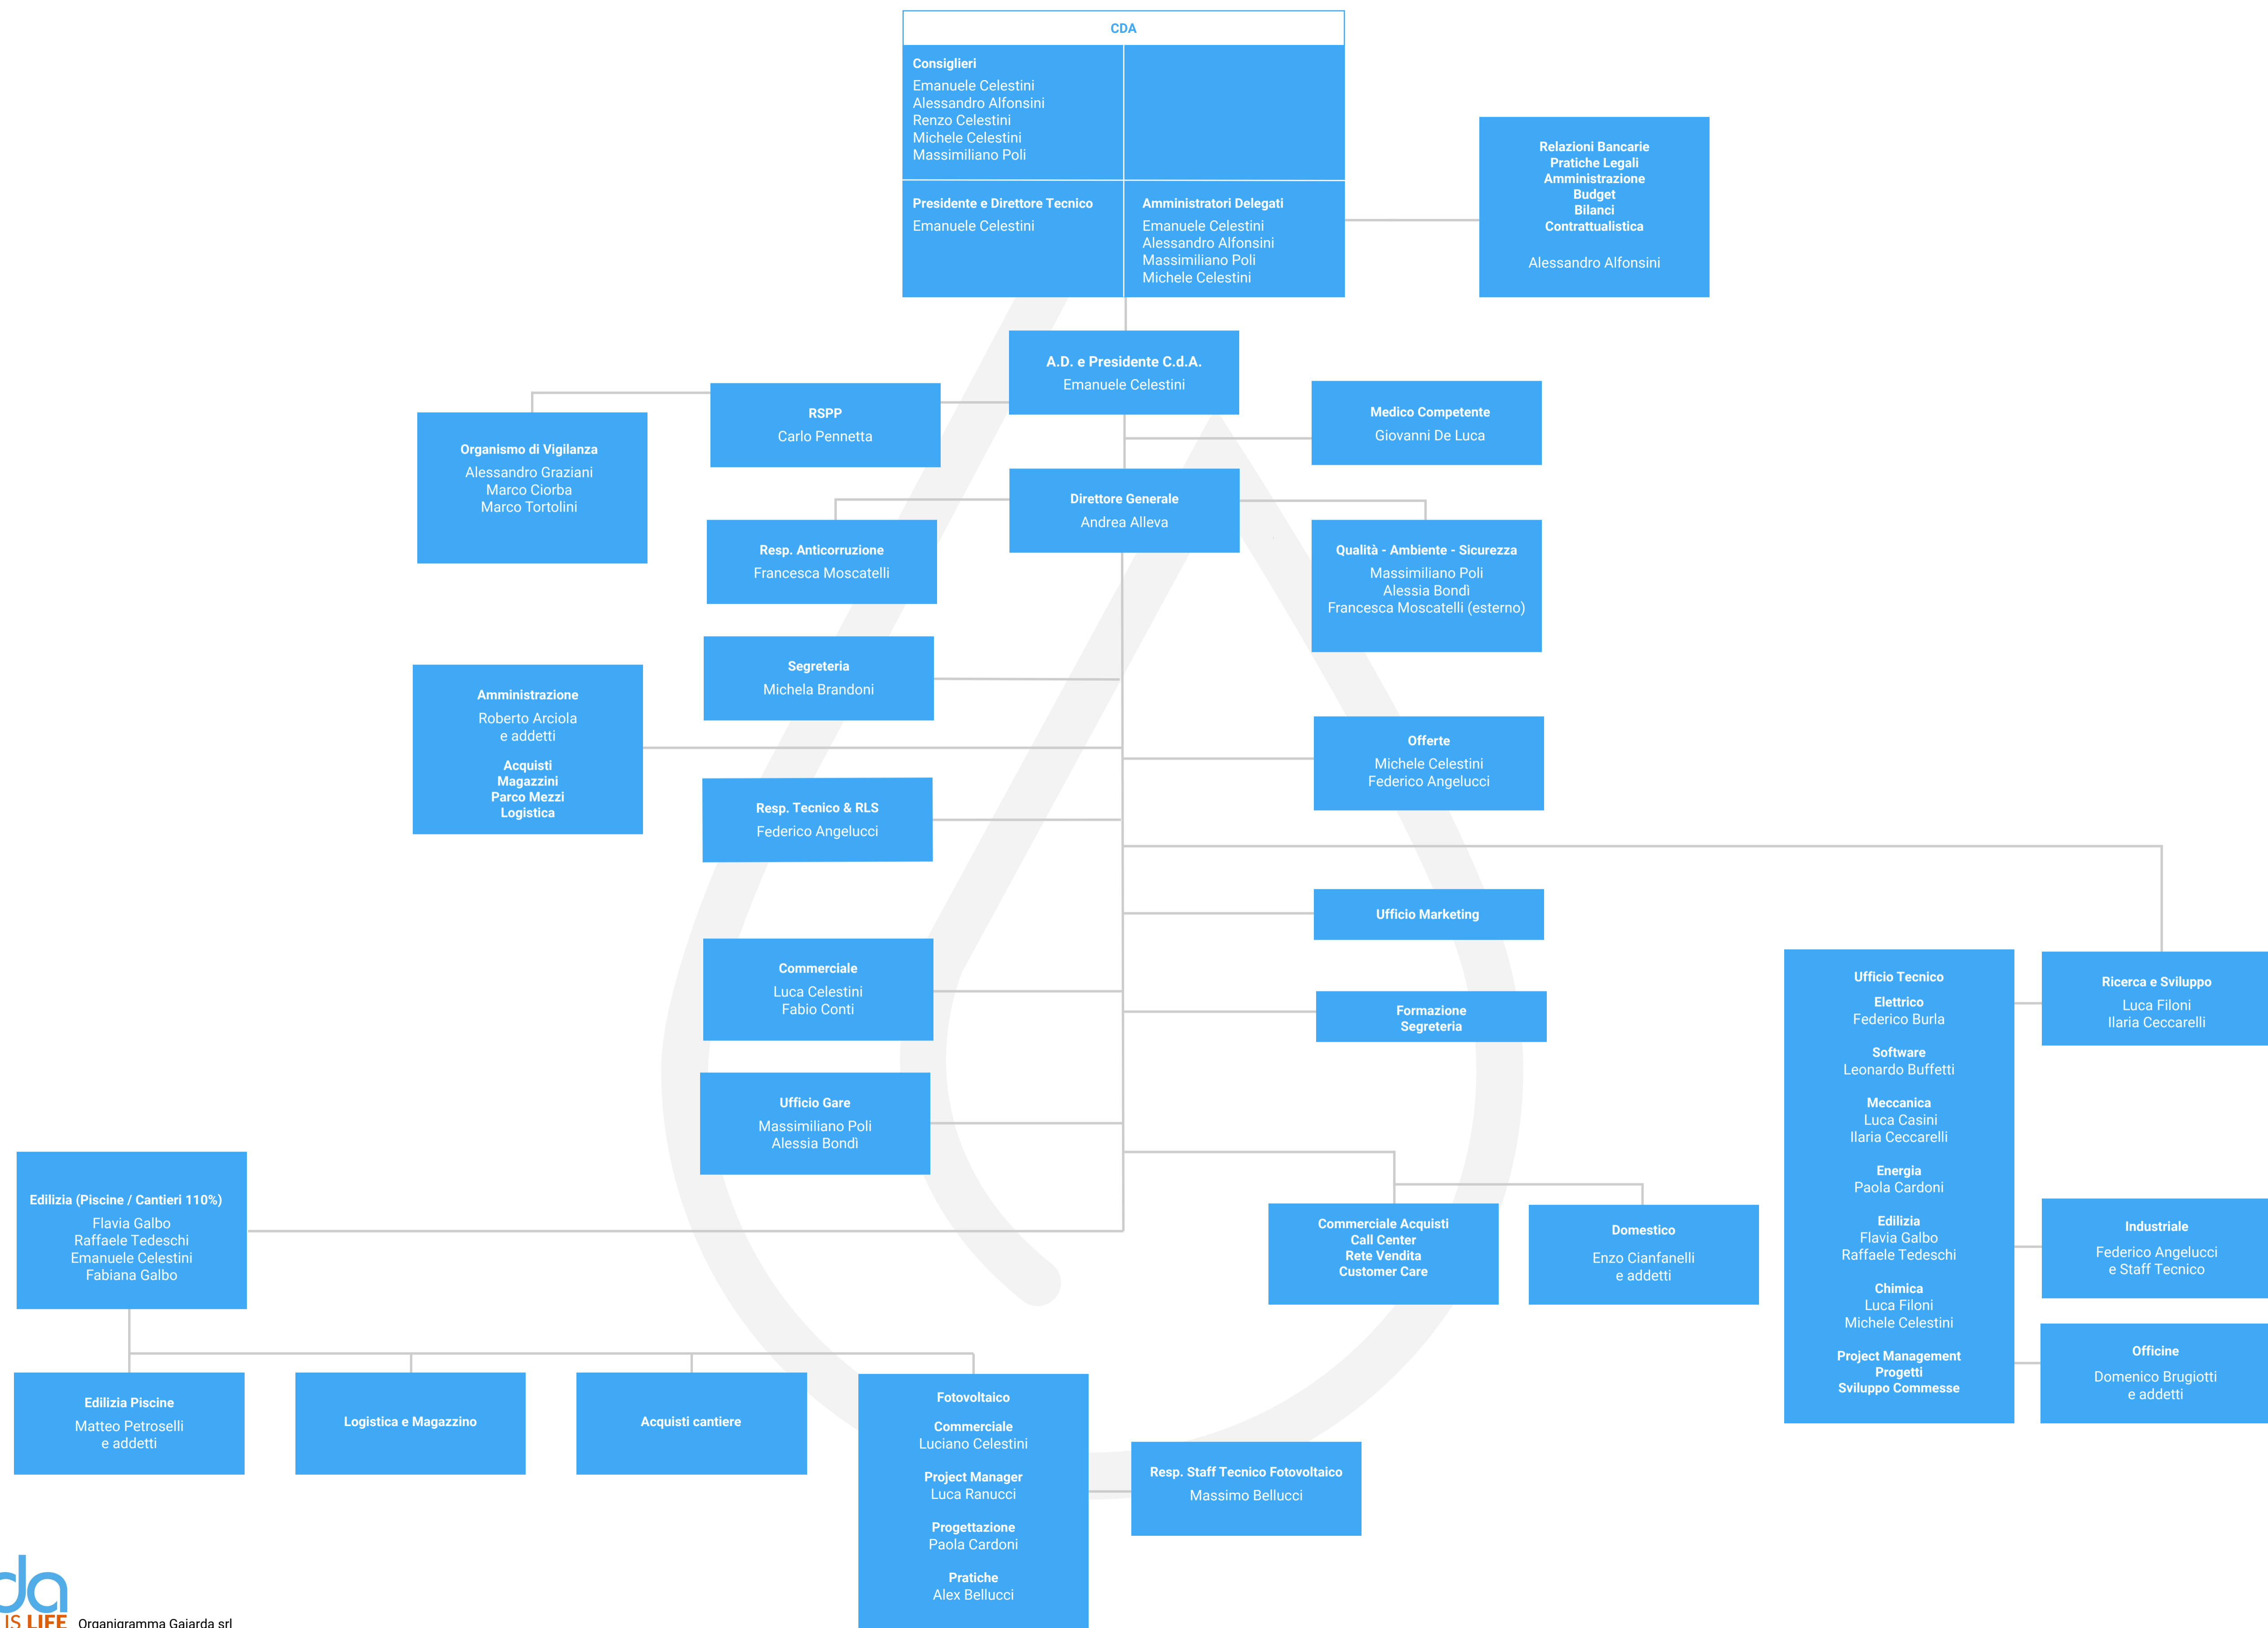 CDA
Consiglieri
Emanuele Celestini
Alessandro Alfonsini
Renzo Celestini
Michele Celestini
Massimiliano Poli
Presidente e Direttore Tecnico
Emanuele Celestini
Amministratori Delegati
Emanuele Celestini
Alessandro Alfonsini
Massimiliano Poli
Michele Celestini
Relazioni Bancarie
Pratiche Legali
Amministrazione
Budget
Bilanci
Contrattualistica
Alessandro Alfonsini
A.D. e Presidente C.d.A.
Emanuele Celestini
RSPP
Carlo Pennetta
Medico Competente
Giovanni De Luca
Organismo di Vigilanza
Alessandro Graziani
Marco Ciorba
Marco Tortolini
Direttore Generale
Andrea Alleva
Resp. Anticorruzione
Francesca Moscatelli
Qualità - Ambiente - Sicurezza
Massimiliano Poli
Alessia Bondì
Francesca Moscatelli (esterno)
Segreteria
Michela Brandoni
Amministrazione
Roberto Arciola
e addetti
Acquisti
Magazzini
Parco Mezzi
Logistica
Offerte
Michele Celestini
Federico Angelucci
Resp. Tecnico & RLS
Federico Angelucci
Ufficio Marketing
Commerciale
Luca Celestini
Fabio Conti
Formazione
Segreteria
Ufficio Tecnico
Elettrico
Federico Burla
Software
Leonardo Buffetti
Meccanica
Luca Casini
Ilaria Ceccarelli
Energia
Paola Cardoni
Edilizia
Flavia Galbo
Raffaele Tedeschi
Chimica
Luca Filoni
Michele Celestini
Project Management
Progetti
Sviluppo Commesse
Ricerca e Sviluppo
Luca Filoni
Ilaria Ceccarelli
Ufficio Gare
Massimiliano Poli
Alessia Bondì
Edilizia (Piscine / Cantieri 110%)
Flavia Galbo
Raffaele Tedeschi
Emanuele Celestini
Fabiana Galbo
Commerciale Acquisti
Call Center
Rete Vendita
Customer Care
Domestico
Enzo Cianfanelli
e addetti
Industriale
Federico Angelucci
e Staff Tecnico
Officine
Domenico Brugiotti
e addetti
Edilizia Piscine
Matteo Petroselli
e addetti
Logistica e Magazzino
Acquisti cantiere
Fotovoltaico
Commerciale
Luciano Celestini
Project Manager
Luca Ranucci
Progettazione
Paola Cardoni
Pratiche
Alex Bellucci
Resp. Staff Tecnico Fotovoltaico
Massimo Bellucci
da
IS LIFE
Organigramma Gajarda srl